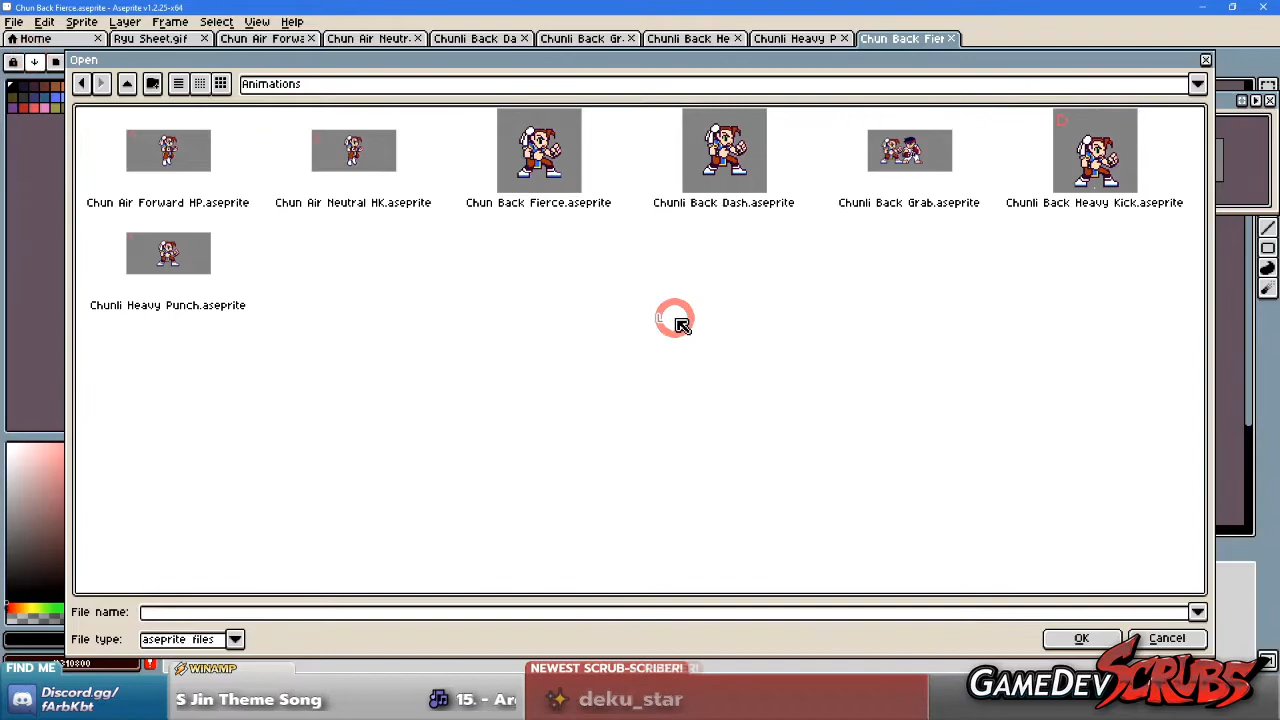 Chun Back Fierce.aseprite - Aseprite v1.2.25-x64
File Edit Sprite Layer Frame Select View Help
Home Ryu Sheet.gif Chun Air Forwa Chun Air Neutr. Chunli Back Da Chunli Back Gr. Chunli Back He Chunli Heavy P Chun Back Fier
Open
Animations
Chun Air Forward HP.aseprite Chun Air Neutral HK.aseprite Chun Back Fierce.aseprite Chunli Back Dash.aseprite Chunli Back Grab.aseprite Chunli Back Heavy Kick.aseprite
Chunli Heavy Punch.aseprite
File name:
File type: aseprite files OK Cancel
FIND ME WINAMP NEWEST SCRUB-SCRIBER!
Discord.gg/
fArbKbt
S Jin Theme Song 15. - Ar
deku_star
GAMEDEV SCRUBS